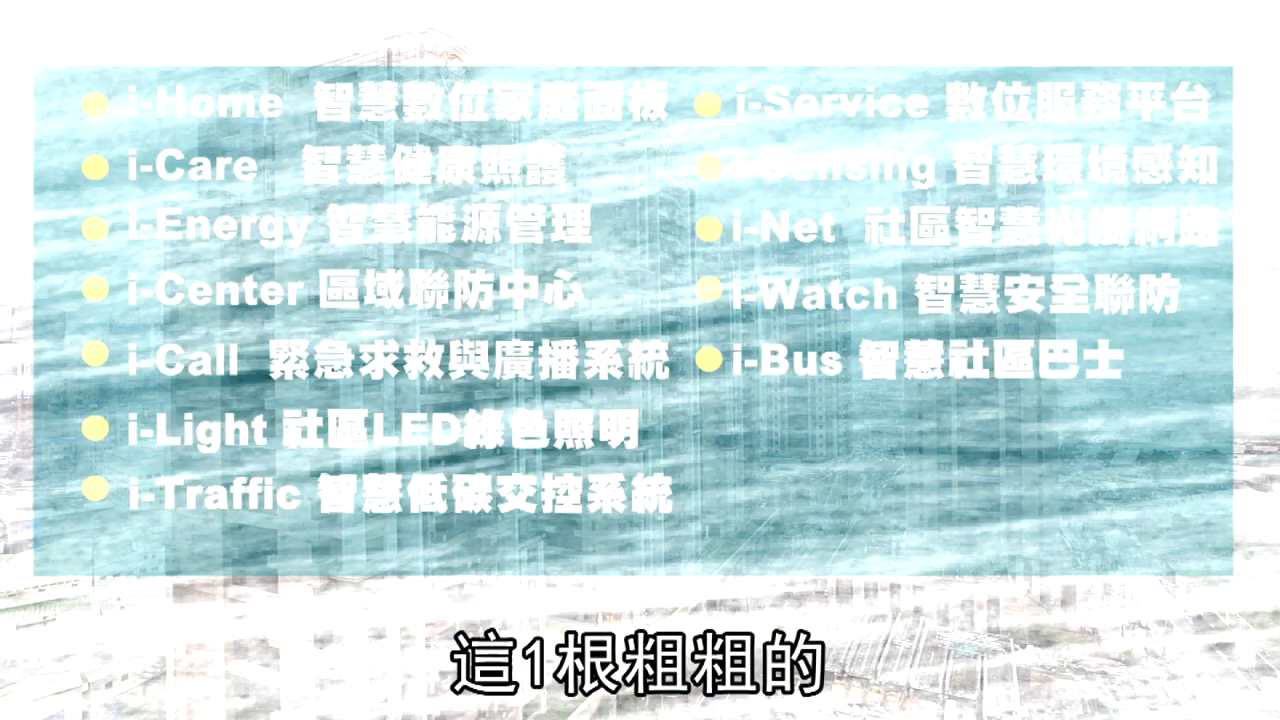 i-Home 智慧數位家庭面板
i-Care 智慧健康照護
i-Energy 智慧能源管理
i-Center 區域聯防中心
i-Call 緊急求救與廣播系統
i-Light 社區LED綠色照明
i-Traffic 智慧低碳交控系統
i-Service 數位服務平台
i-Sensing 智慧環境感知
i-Net 社區智慧光纖網路
i-Watch 智慧安全聯防
i-Bus 智慧社區巴士
這1根粗粗的